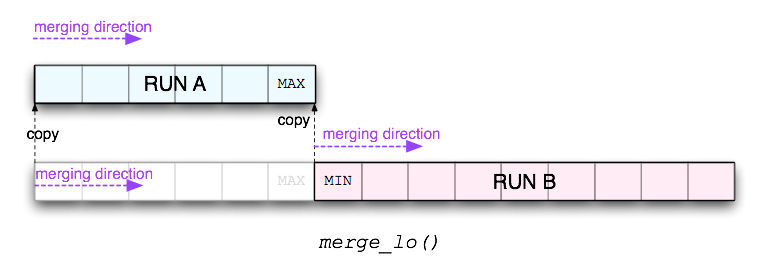 merging direction
RUN A
MAX
copy
copy
merging direction
merging direction
MAX
MIN
RUN B
merge_lo()